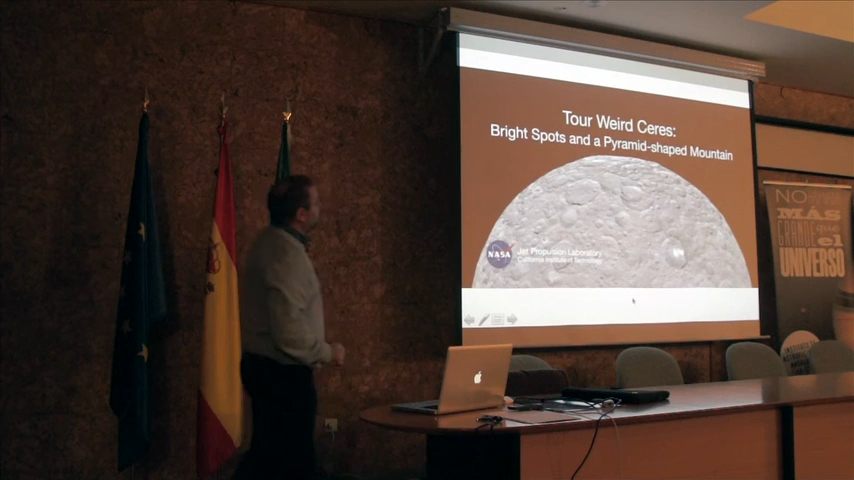 Tour Weird Ceres:
Bright Spots and a Pyramid-shaped Mountain
NASA
Jet Propulsion Laboratory
California Institute of Technology
NO
MÁS
GRANDE que
el
UNIVERSO